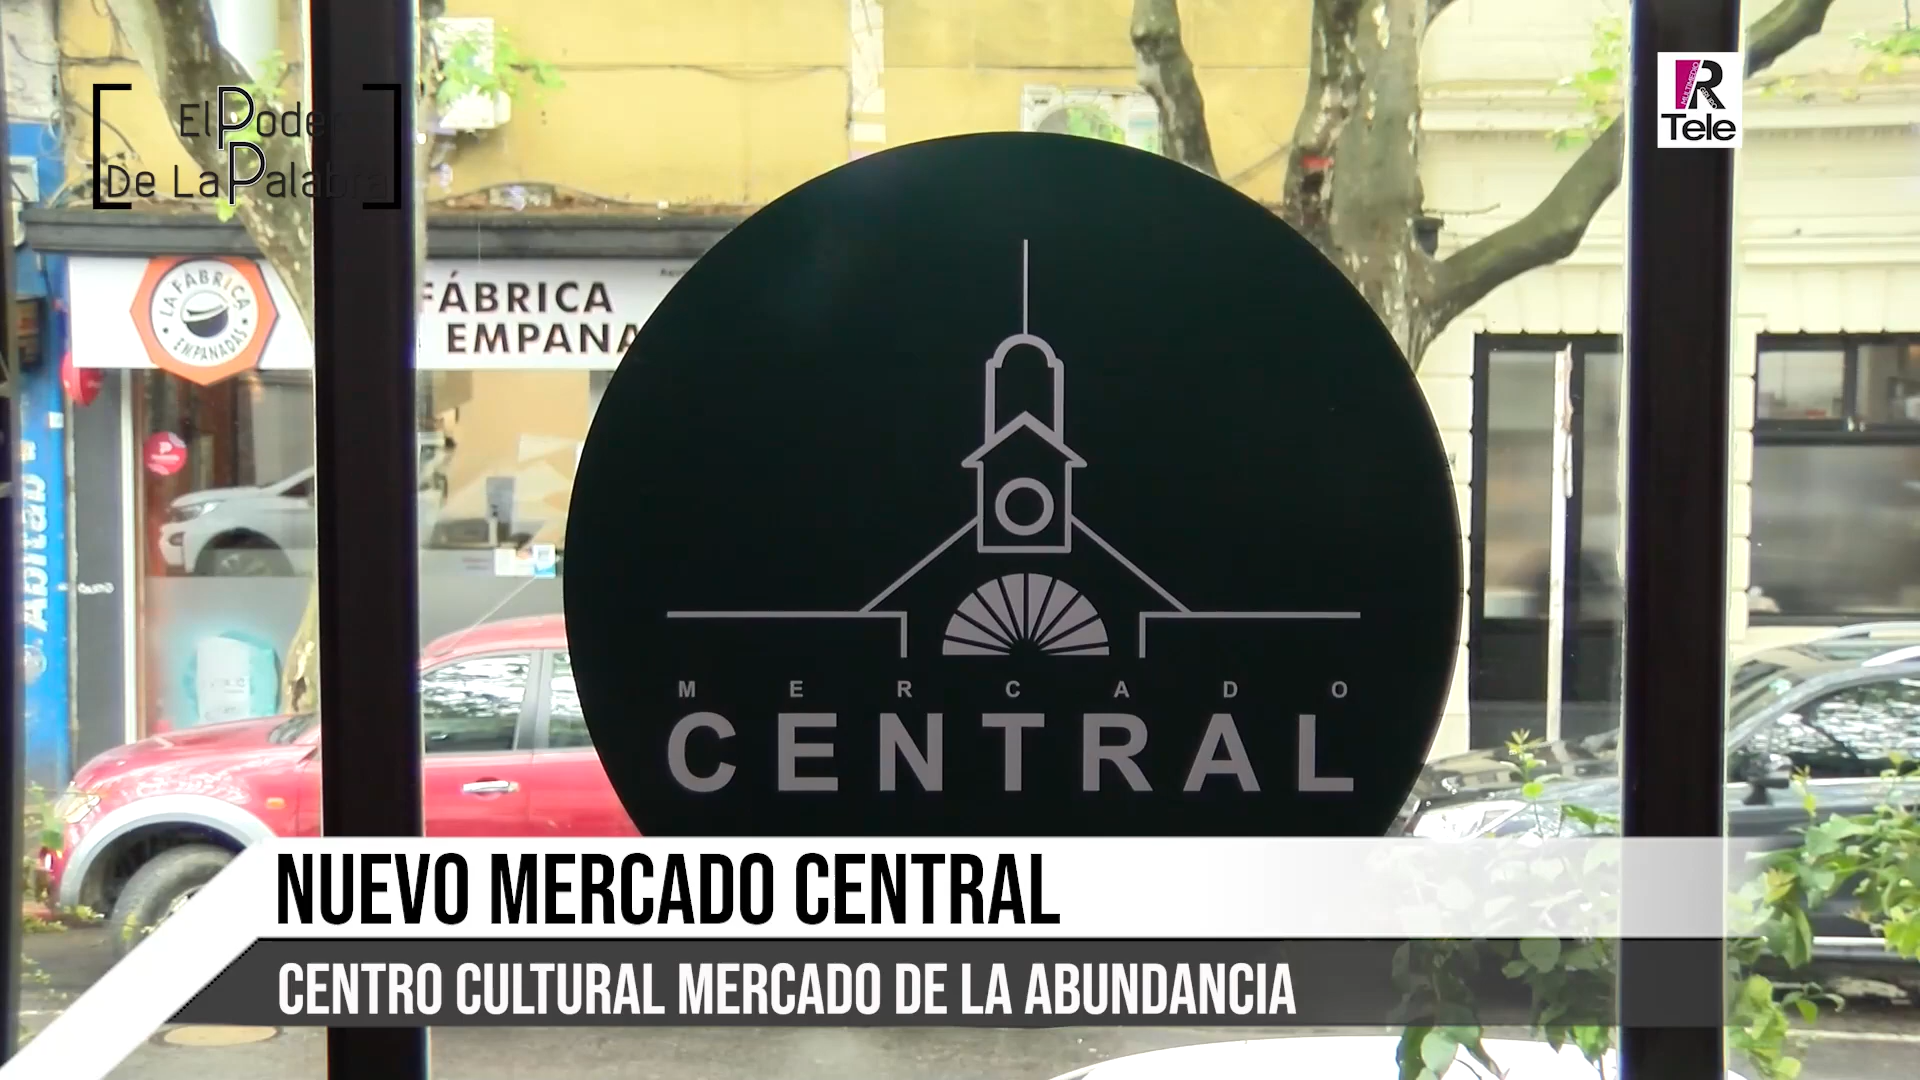 El Poder
De La Palabra
MULTIMEDIO
R
Tele
LA FÁBRICA
EMPANADAS
FÁBRICA
EMPANA
MERCADO
CENTRAL
NUEVO MERCADO CENTRAL
CENTRO CULTURAL MERCADO DE LA ABUNDANCIA